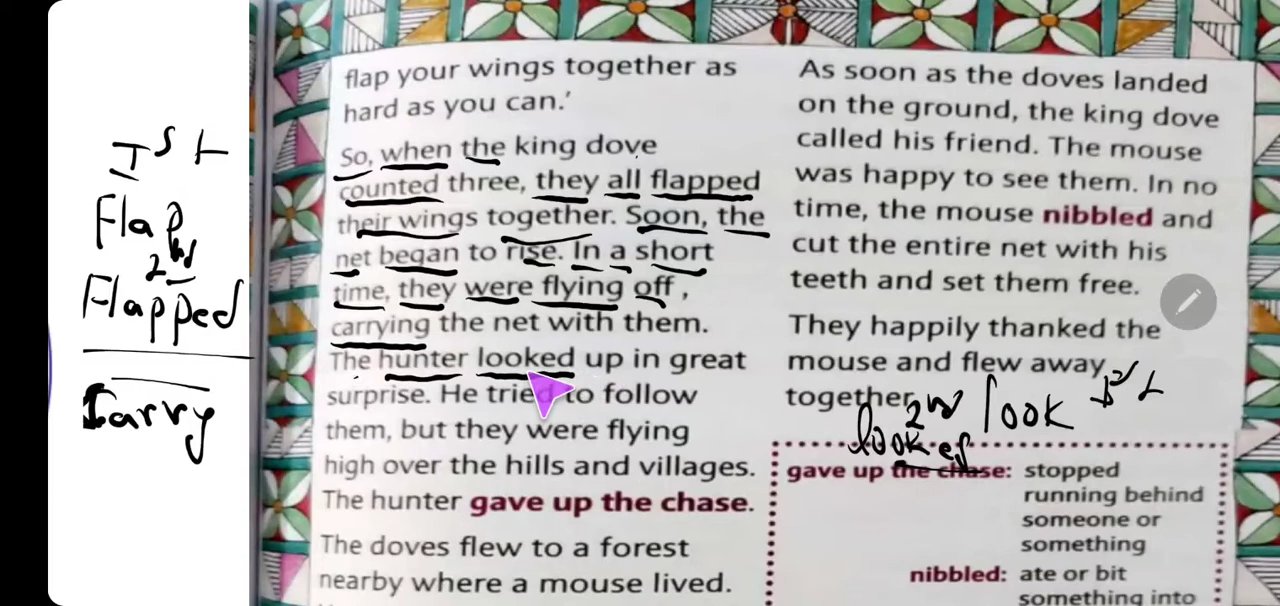 Ist
Flap
2nd
Flapped
Carry
flap your wings together as
hard as you can.’
So, when the king dove
counted three, they all flapped
their wings together. Soon, the
net began to rise. In a short
time, they were flying off,
carrying the net with them.
The hunter looked up in great
surprise. He tried to follow
them, but they were flying
high over the hills and villages.
The hunter gave up the chase.
The doves flew to a forest
nearby where a mouse lived.
As soon as the doves landed
on the ground, the king dove
called his friend. The mouse
was happy to see them. In no
time, the mouse nibbled and
cut the entire net with his
teeth and set them free.
They happily thanked the
mouse and flew away
together.
look
2nd
looked
gave up the chase: stopped
running behind
someone or
something
nibbled: ate or bit
something into